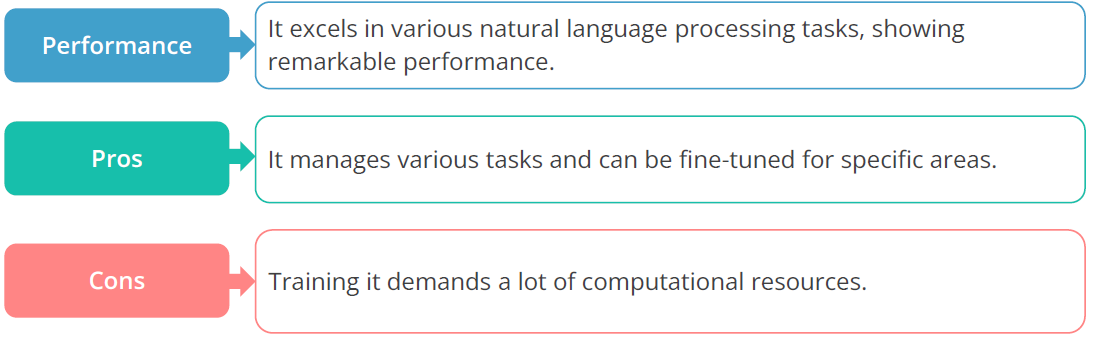 Performance
It excels in various natural language processing tasks, showing
remarkable performance.
Pros
It manages various tasks and can be fine-tuned for specific areas.
Cons
Training it demands a lot of computational resources.